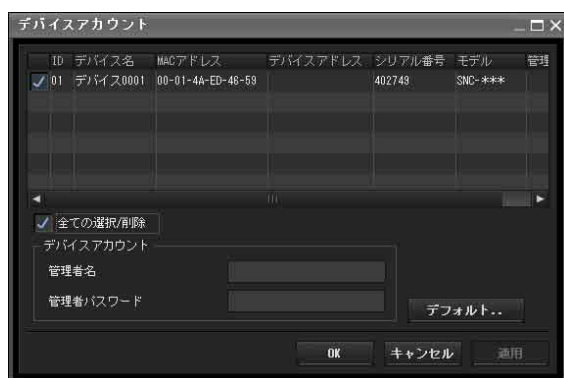 デバイスアカウント
ID デバイス名 MACアドレス デバイスアドレス シリアル番号 モデル 管理
01 デバイス0001 00-01-4A-ED-46-59 402749 SNC-***
全ての選択/削除
デバイスアカウント
管理者名
管理者パスワード
デフォルト..
OK キャンセル 適用